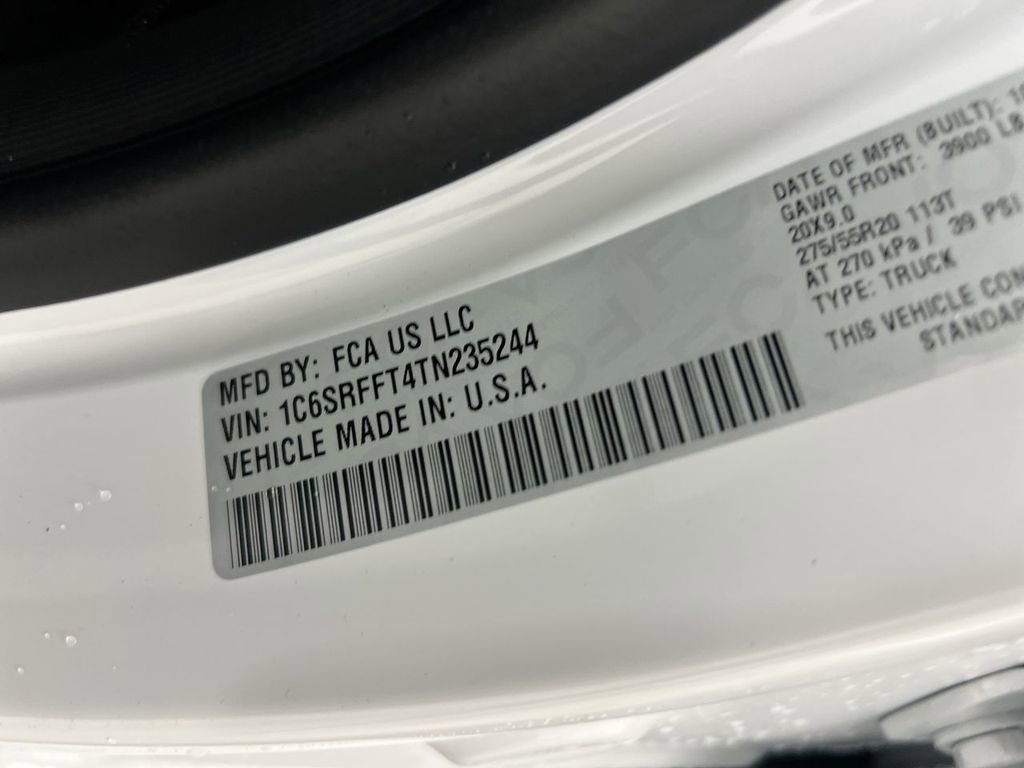 MFD BY: FCA US LLC
VIN: 1C6SRFFT4TN235244
VEHICLE MADE IN: U.S.A.
DATE OF MFR (BUILT):
GAWR FRONT: 3900
20X9.0
275/55R20 113T
AT 270 kPa / 39 PSI
TYPE: TRUCK
THIS VEHICLE